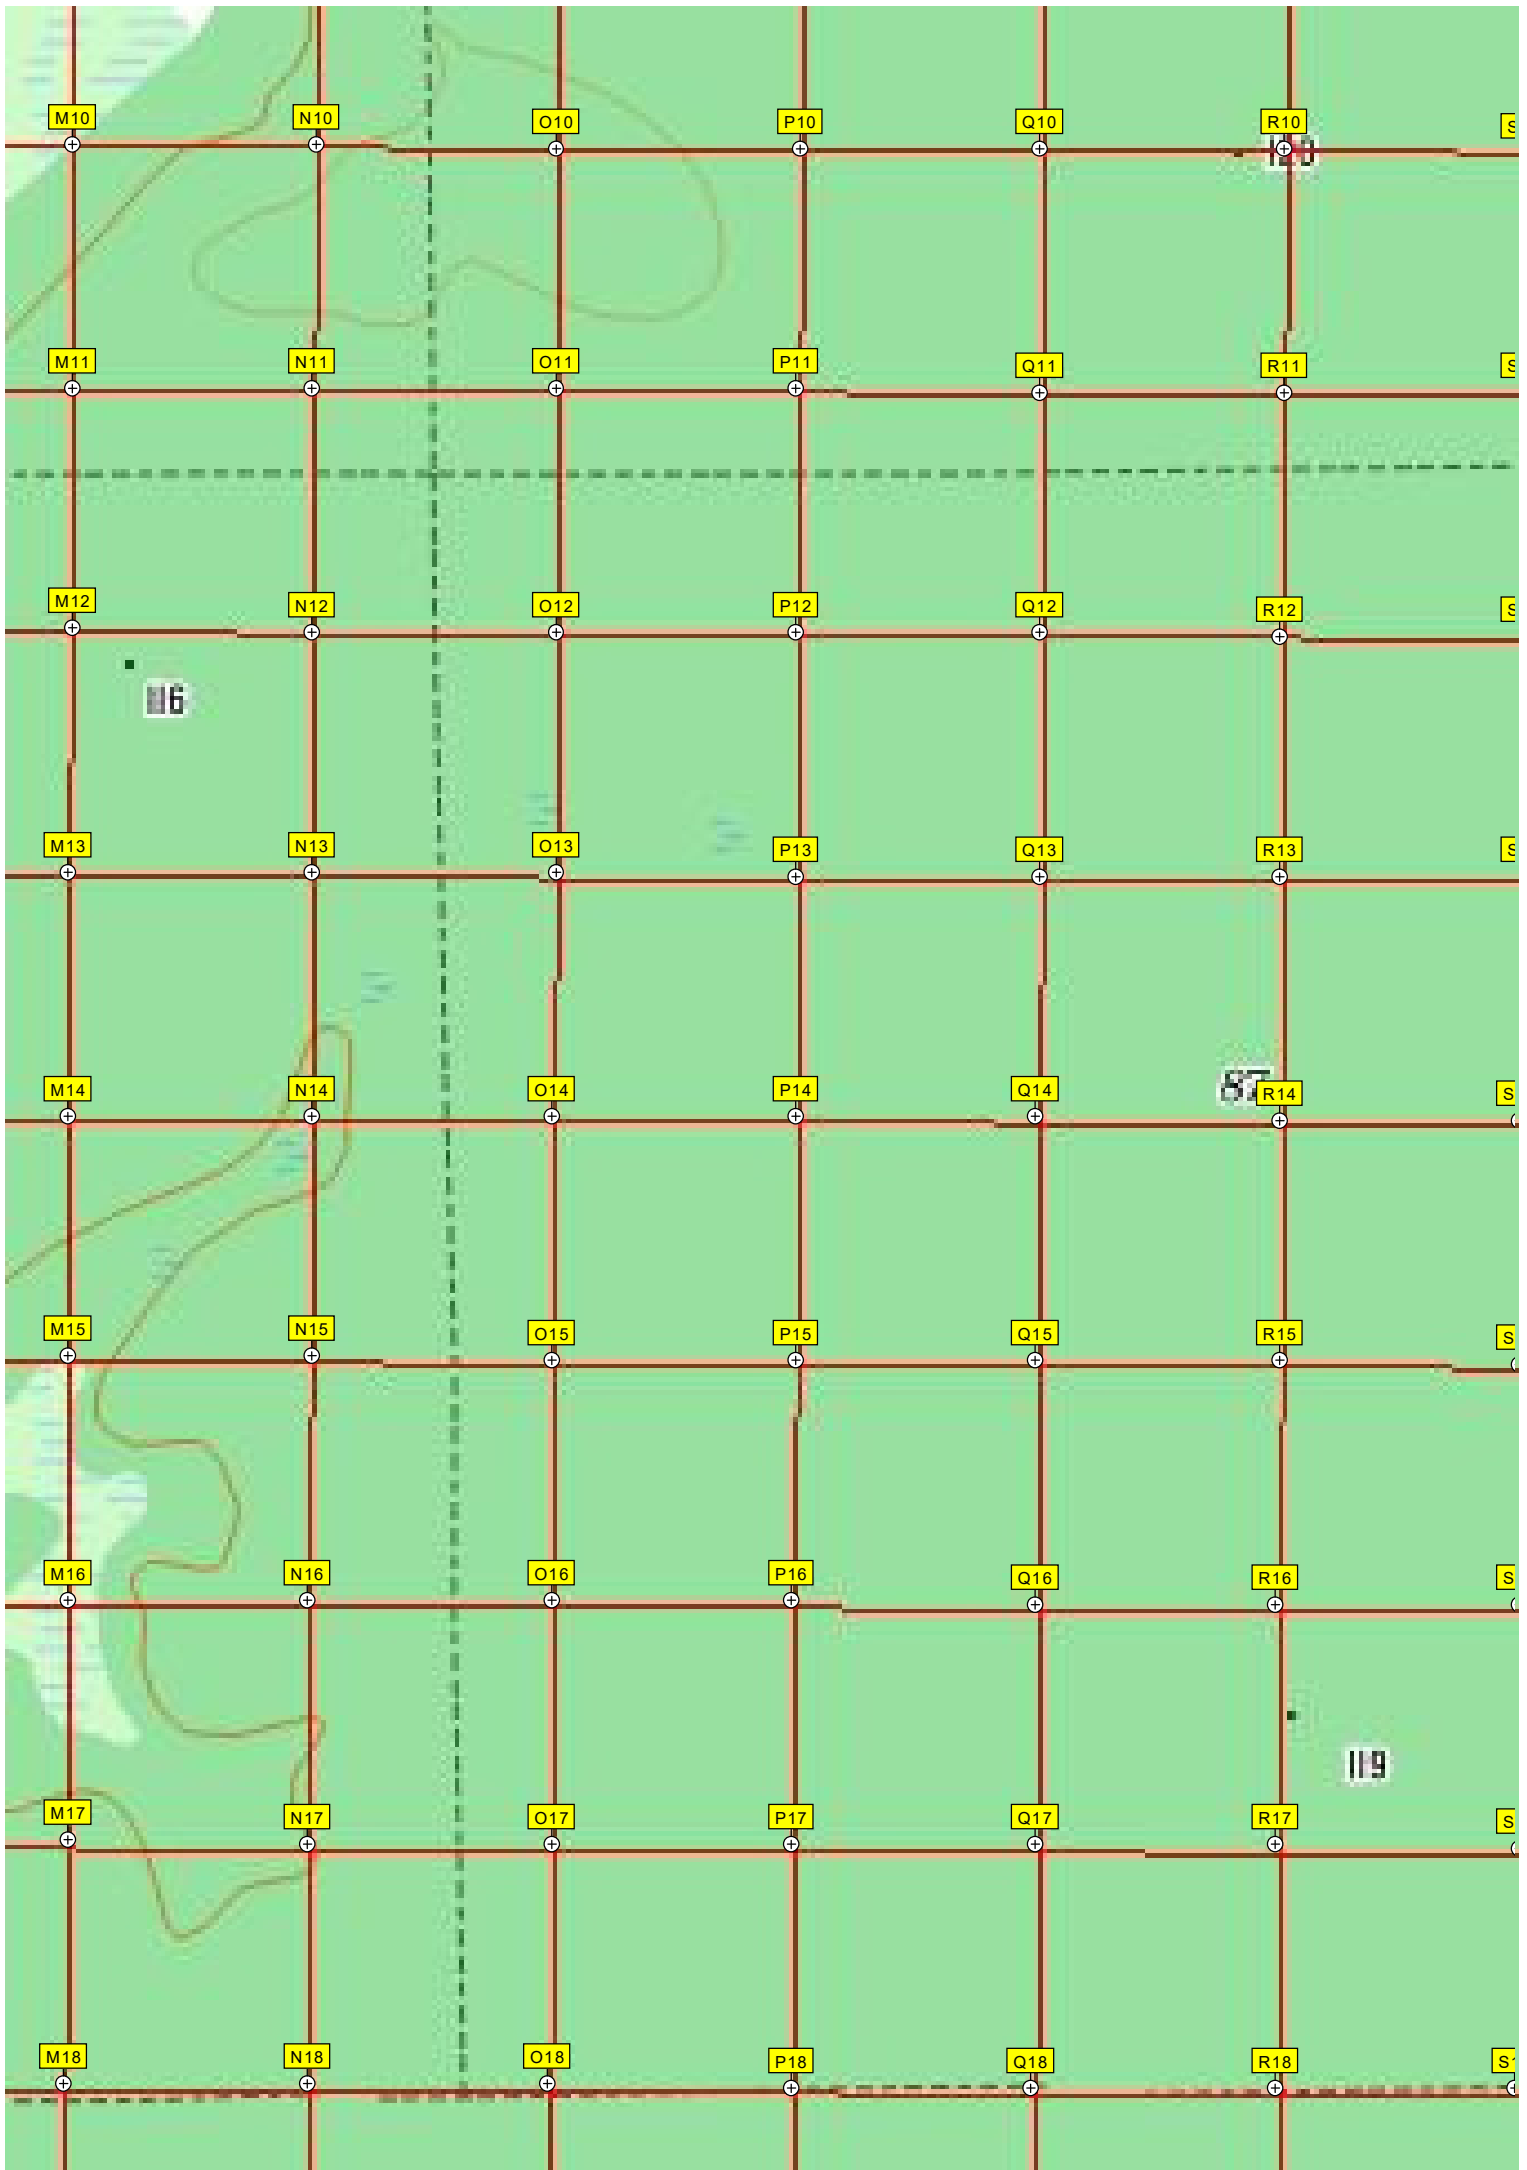 M10 N10 O10 P10 Q10 R10 S
M11 N11 O11 P11 Q11 R11 S
M12 N12 O12 P12 Q12 R12 S
116
M13 N13 O13 P13 Q13 R13 S
87
M14 N14 O14 P14 Q14 R14 S
M15 N15 O15 P15 Q15 R15 S
M16 N16 O16 P16 Q16 R16 S
119
M17 N17 O17 P17 Q17 R17 S
M18 N18 O18 P18 Q18 R18 S1